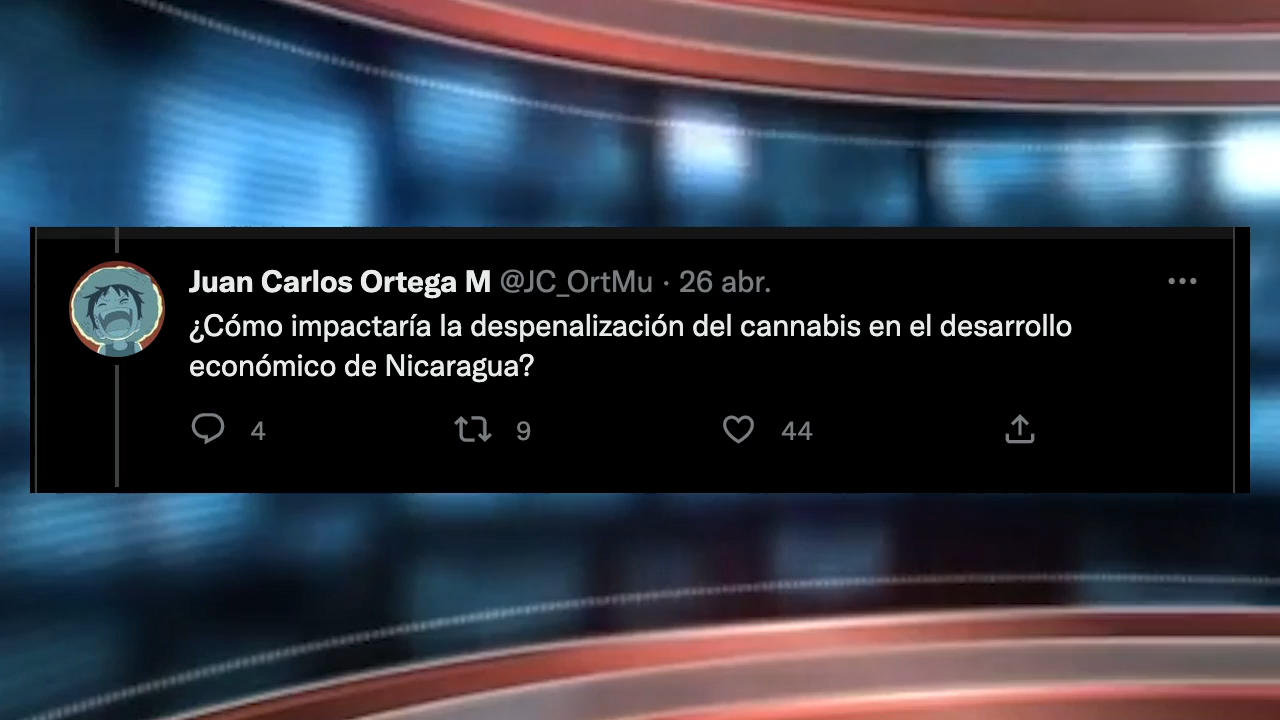 Juan Carlos Ortega M @JC_OrtMu · 26 abr.
¿Cómo impactaría la despenalización del cannabis en el desarrollo
económico de Nicaragua?
4 9 44